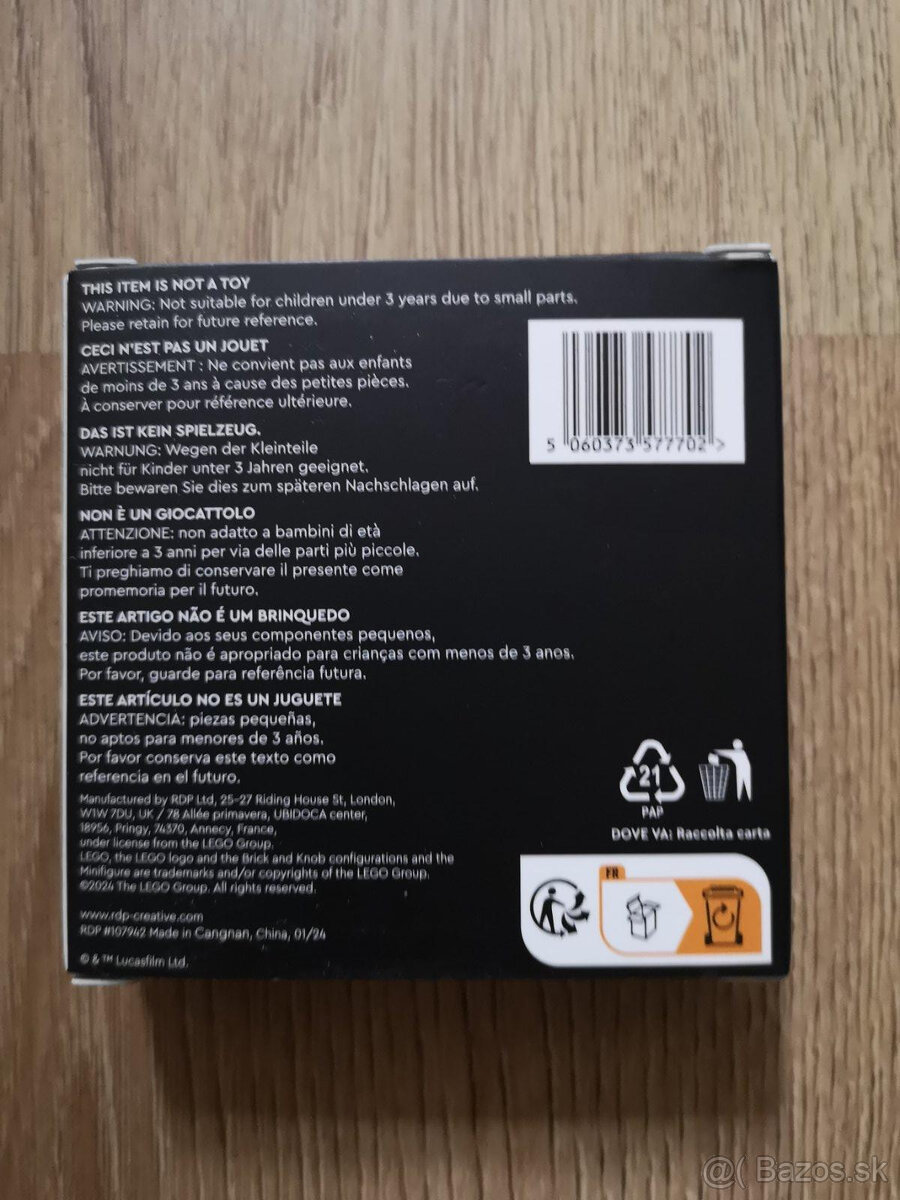 THIS ITEM IS NOT A TOY
WARNING: Not suitable for children under 3 years due to small parts.
Please retain for future reference.
CECI N'EST PAS UN JOUET
AVERTISSEMENT : Ne convient pas aux enfants
de moins de 3 ans à cause des petites pièces.
À conserver pour référence ultérieure.
DAS IST KEIN SPIELZEUG.
WARNUNG: Wegen der Kleinteile
nicht für Kinder unter 3 Jahren geeignet.
Bitte bewaren Sie dies zum späteren Nachschlagen auf.
NON È UN GIOCATTOLO
ATTENZIONE: non adatto a bambini di età
inferiore a 3 anni per via delle parti più piccole.
Ti preghiamo di conservare il presente come
promemoria per il futuro.
ESTE ARTIGO NÃO É UM BRINQUEDO
AVISO: Devido aos seus componentes pequenos,
este produto não é apropriado para crianças com menos de 3 anos.
Por favor, guarde para referência futura.
ESTE ARTÍCULO NO ES UN JUGUETE
ADVERTENCIA: piezas pequeñas,
no aptos para menores de 3 años.
Por favor conserva este texto como
referencia en el futuro.
Manufactured by RDP Ltd, 25-27 Riding House St, London,
W1W 7DU, UK / 78 Allée primavera, UBIDOCA center,
18956, Pringy, 74370, Annecy, France,
under license from the LEGO Group.
LEGO, the LEGO logo and the Brick and Knob configurations and the
Minifigure are trademarks and/or copyrights of the LEGO Group.
©2024 The LEGO Group. All rights reserved.
www.rdp-creative.com
RDP #107942 Made in Cangnan, China, 01/24
© & ™ Lucasfilm Ltd.
5 060373 577702 >
21
PAP
DOVE VA: Raccolta carta
FR
@( Bazos.sk